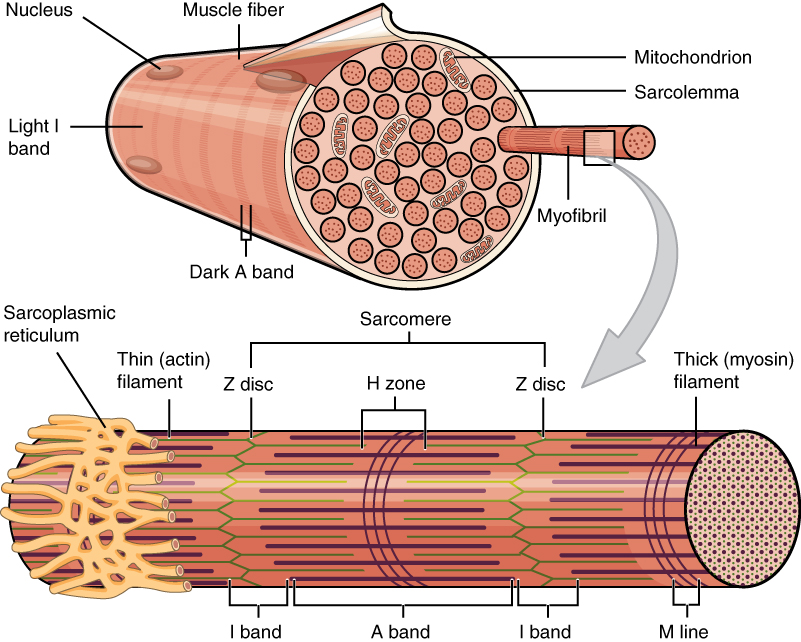 Nucleus
Muscle fiber
Mitochondrion
Sarcolemma
Light I
band
Myofibril
Dark A band
Sarcoplasmic
reticulum
Sarcomere
Thin (actin)
filament
Z disc
H zone
Z disc
Thick (myosin)
filament
I band
A band
I band
M line